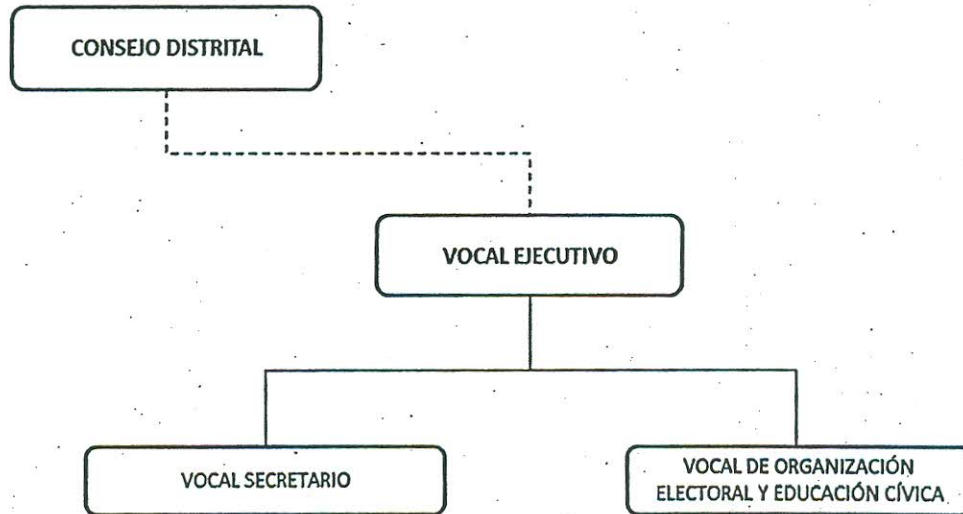 CONSEJO DISTRITAL
VOCAL EJECUTIVO
VOCAL SECRETARIO
VOCAL DE ORGANIZACIÓN
ELECTORAL Y EDUCACIÓN CÍVICA